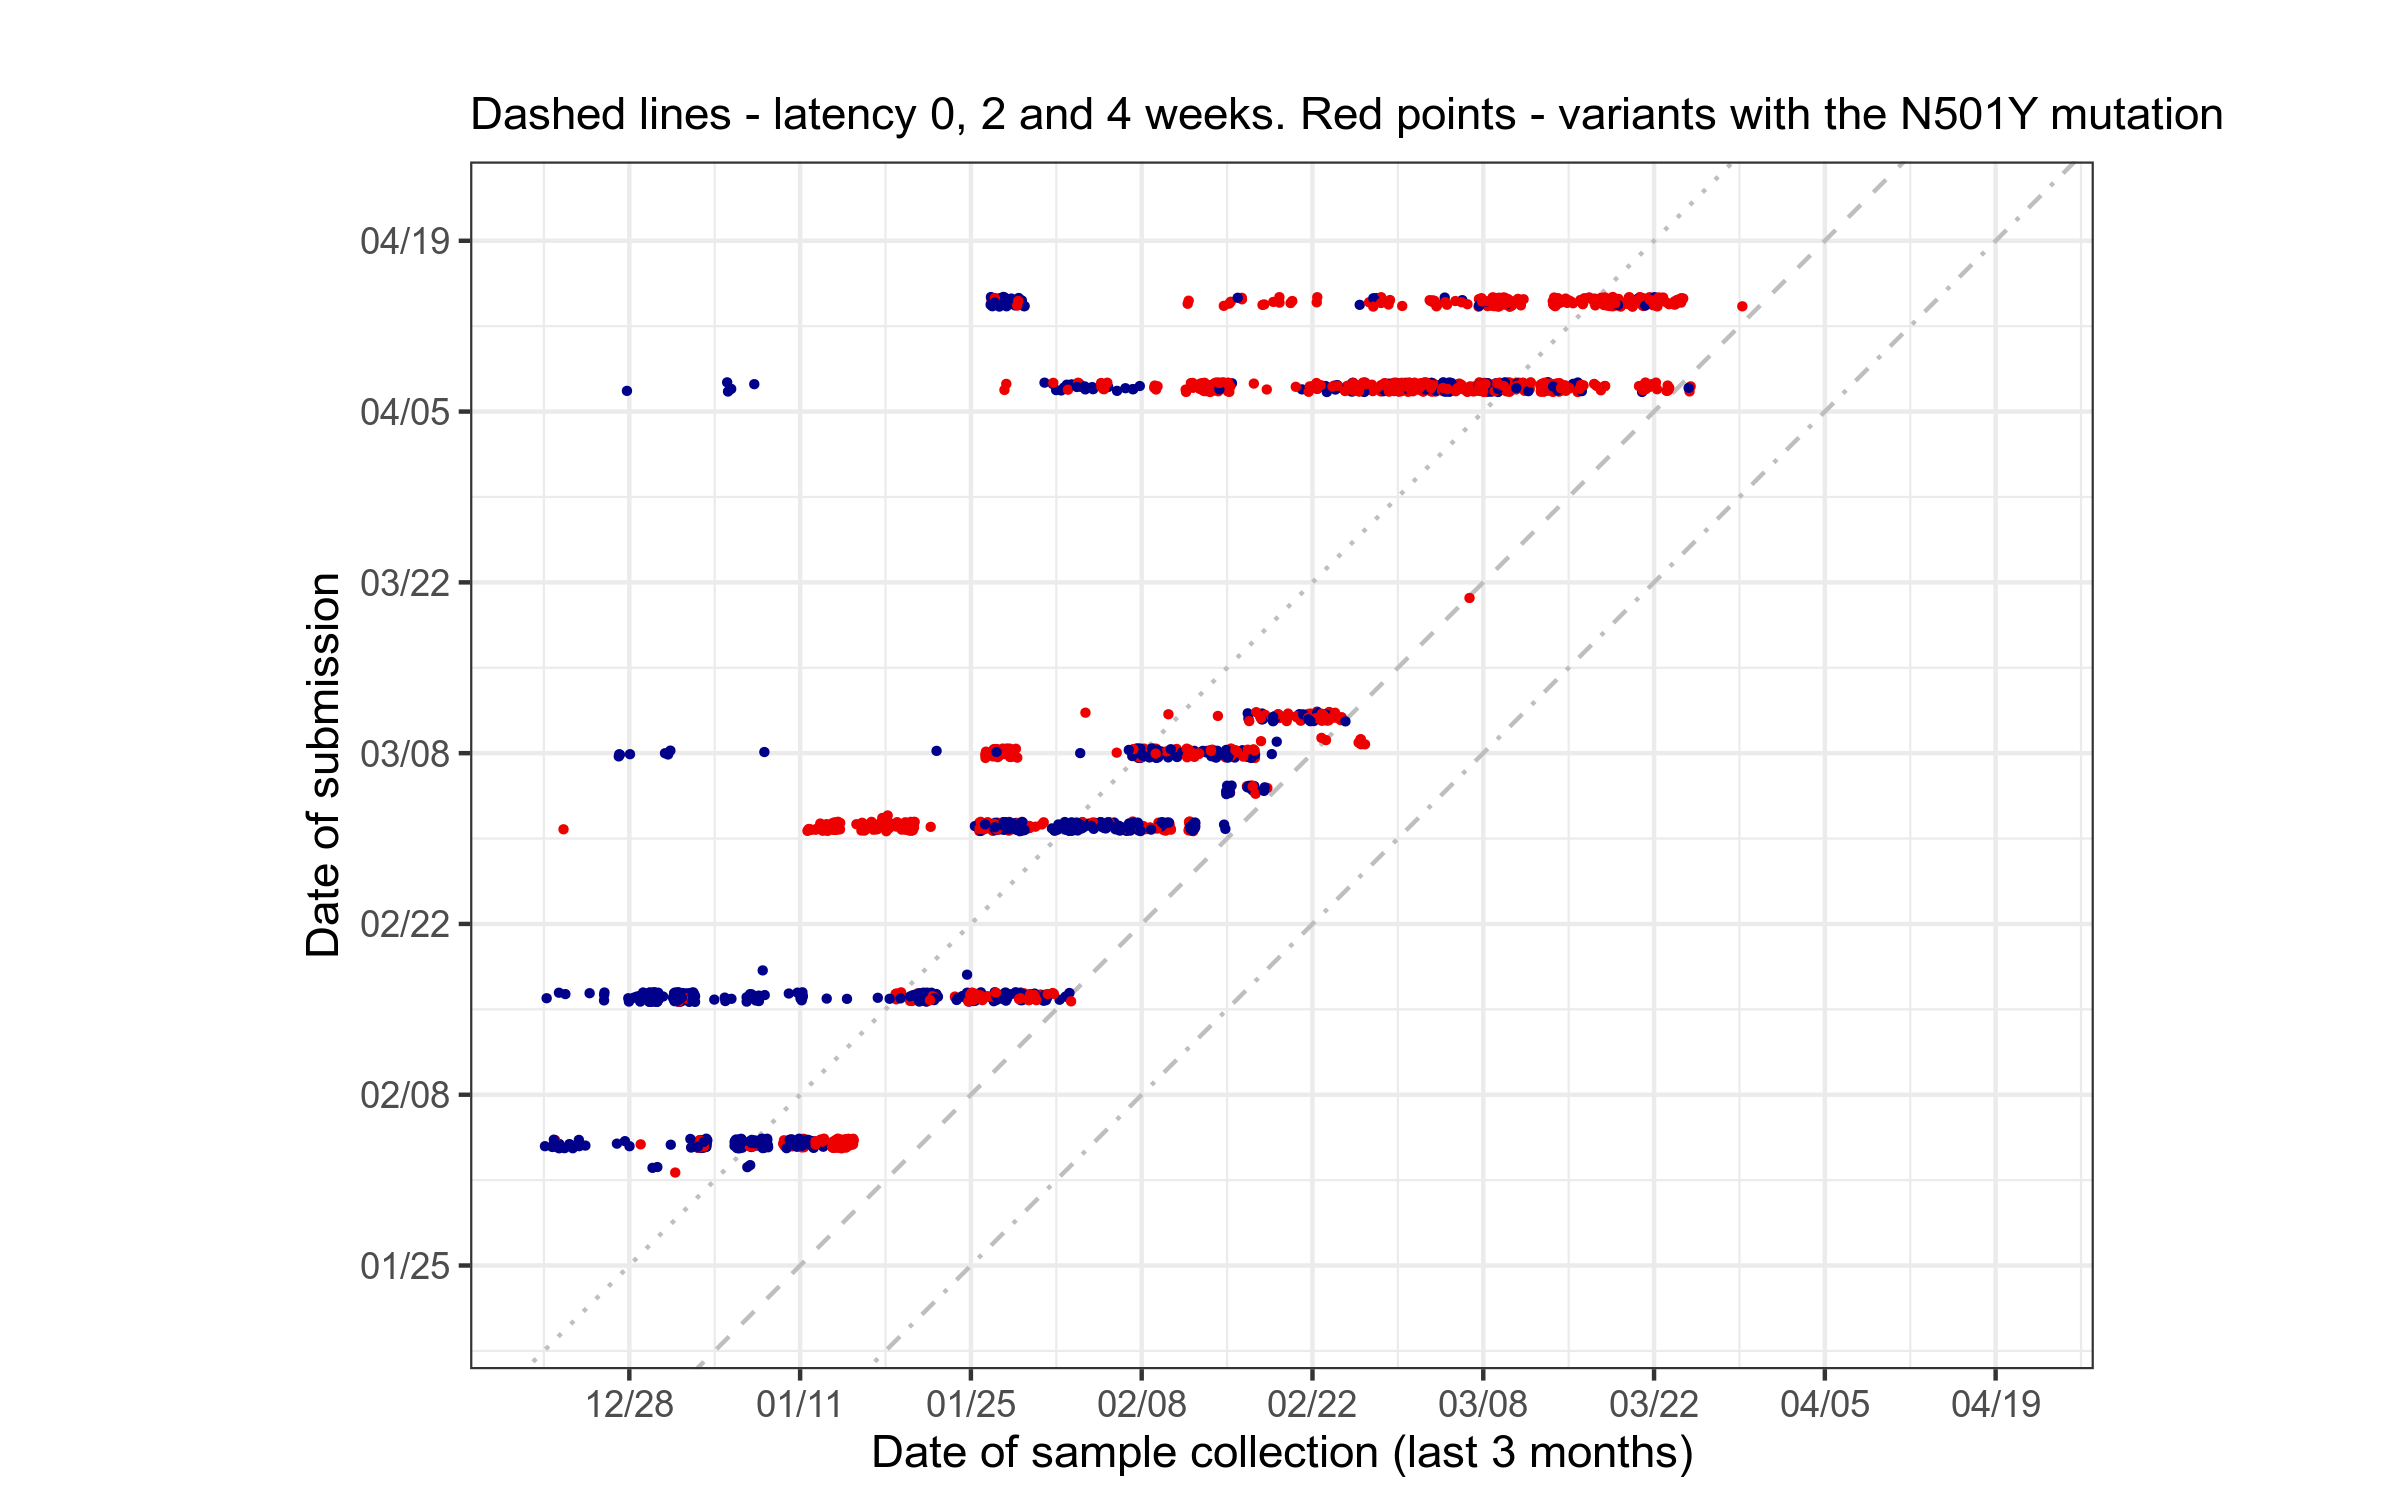 Dashed lines - latency 0, 2 and 4 weeks. Red points - variants with the N501Y mutation
04/19
04/05
03/22
03/08
02/22
02/08
01/25
Date of submission
12/28 01/11 01/25 02/08 02/22 03/08 03/22 04/05 04/19
Date of sample collection (last 3 months)